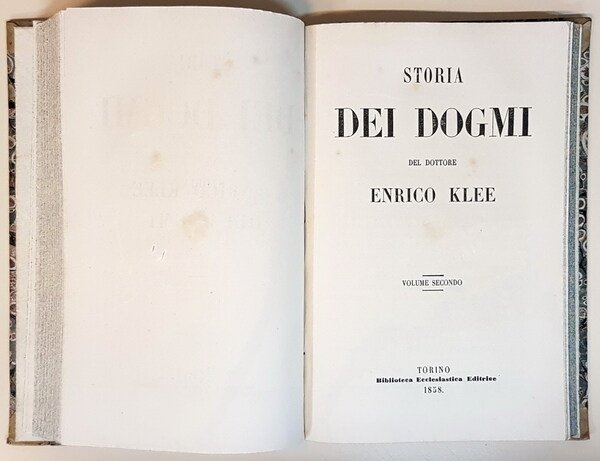 STORIA
DEI DOGMI
DEL DOTTORE
ENRICO KLEE
VOLUME SECONDO
TORINO
Biblioteca Ecclesiastica Editrice
1858.